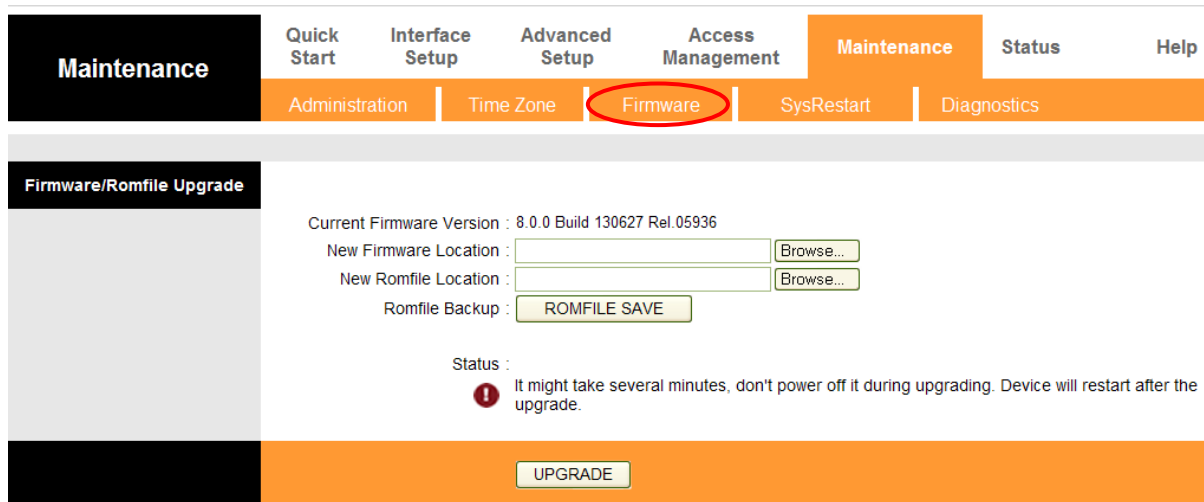 Maintenance
Quick Start
Interface Setup
Advanced Setup
Access Management
Maintenance
Status
Help
Administration
Time Zone
Firmware
SysRestart
Diagnostics
Firmware/Romfile Upgrade
Current Firmware Version : 8.0.0 Build 130627 Rel.05936
New Firmware Location : Browse...
New Romfile Location : Browse...
Romfile Backup : ROMFILE SAVE
Status :
It might take several minutes, don't power off it during upgrading. Device will restart after the
upgrade.
UPGRADE